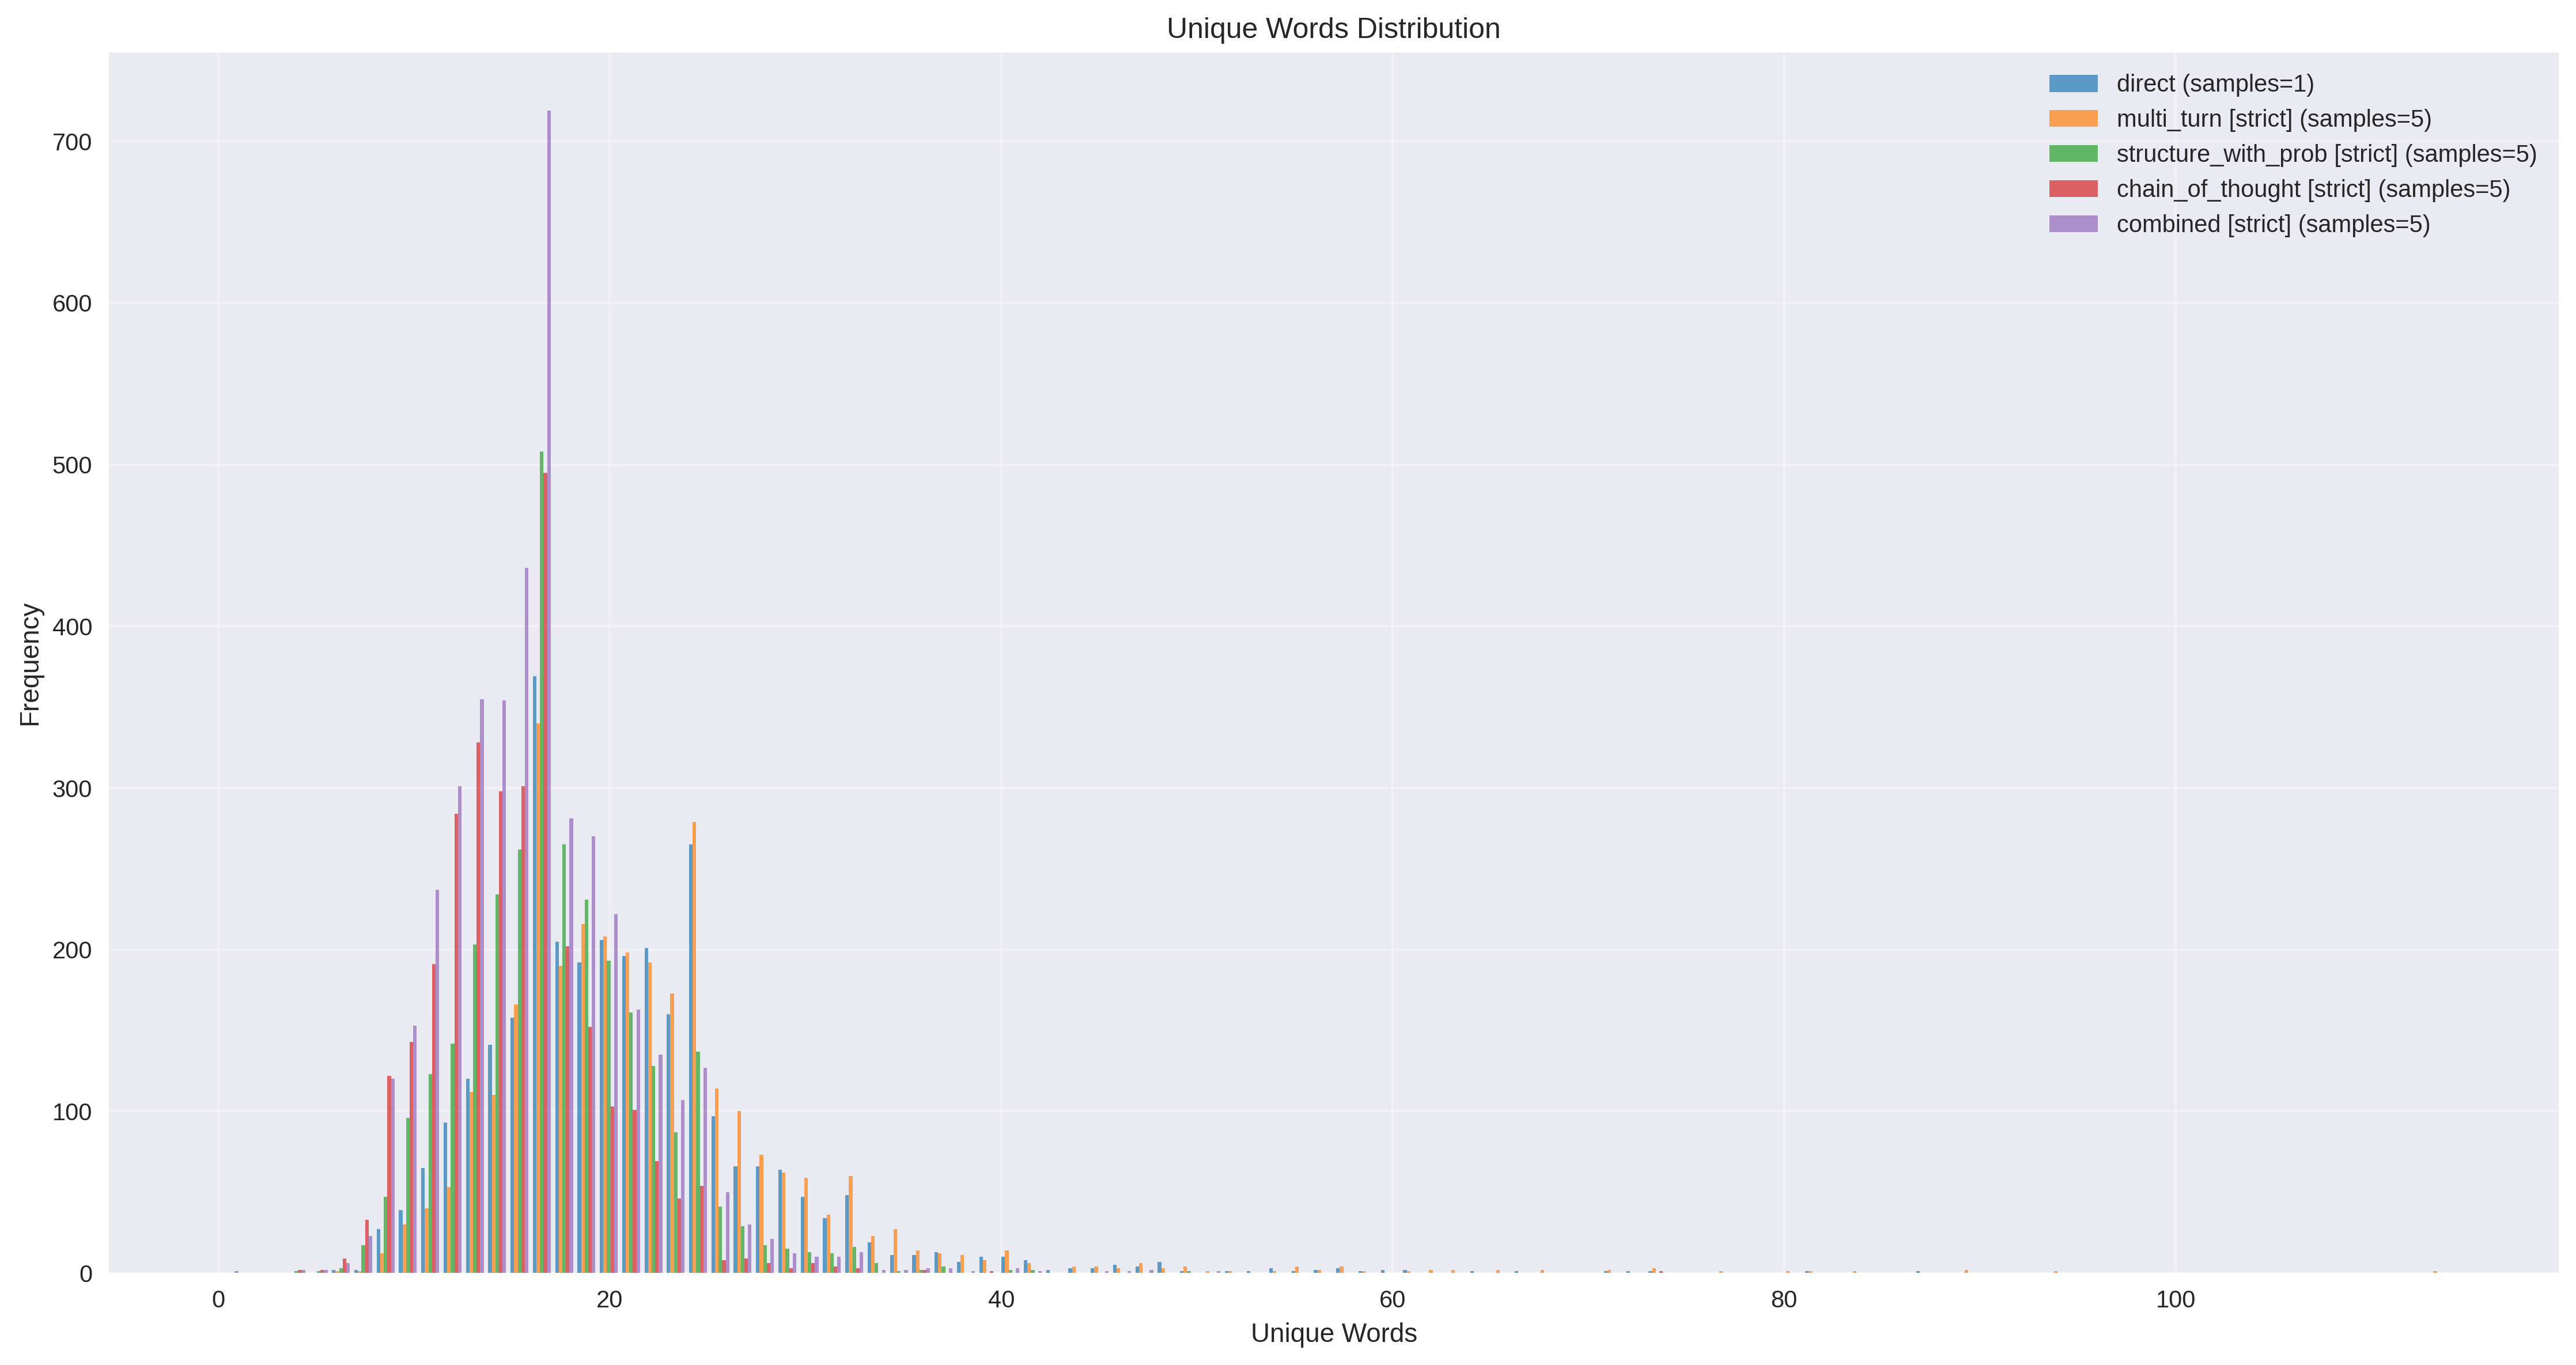 Unique Words Distribution
direct (samples=1)
multi_turn [strict] (samples=5)
structure_with_prob [strict] (samples=5)
chain_of_thought [strict] (samples=5)
combined [strict] (samples=5)
Frequency
700
600
500
400
300
200
100
0
0 20 40 60 80 100
Unique Words